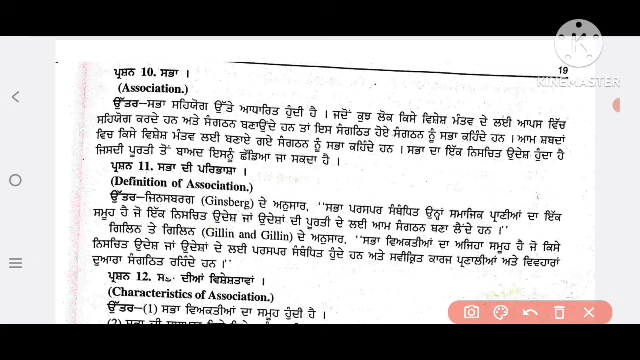 KINEMASTER
19
ਪ੍ਰਸ਼ਨ 10. ਸਭਾ ।
(Association.)
ਉੱਤਰ—ਸਭਾ ਸਹਿਯੋਗ ਉੱਤੇ ਆਧਾਰਿਤ ਹੁੰਦੀ ਹੈ । ਜਦੋਂ ਕੁਝ ਲੋਕ ਕਿਸੇ ਵਿਸ਼ੇਸ਼ ਮੰਤਵ ਦੇ ਲਈ ਆਪਸ ਵਿੱਚ
ਸਹਿਯੋਗ ਕਰਦੇ ਹਨ ਅਤੇ ਸੰਗਠਨ ਬਣਾਉਂਦੇ ਹਨ ਤਾਂ ਇਸ ਸੰਗਠਿਤ ਹੋਏ ਸੰਗਠਨ ਨੂੰ ਸਭਾ ਕਹਿੰਦੇ ਹਨ । ਆਮ ਸ਼ਬਦਾਂ
ਵਿਚ ਕਿਸੇ ਵਿਸ਼ੇਸ਼ ਮੰਤਵ ਲਈ ਬਣਾਏ ਗਏ ਸੰਗਠਨ ਨੂੰ ਸਭਾ ਕਹਿੰਦੇ ਹਨ । ਸਭਾ ਦਾ ਇੱਕ ਨਿਸਚਿਤ ਉਦੇਸ਼ ਹੁੰਦਾ ਹੈ
ਜਿਸਦੀ ਪੂਰਤੀ ਤੋਂ ਬਾਅਦ ਇਸਨੂੰ ਛੱਡਿਆ ਜਾ ਸਕਦਾ ਹੈ ।
ਪ੍ਰਸ਼ਨ 11. ਸਭਾ ਦੀ ਪਰਿਭਾਸ਼ਾ ।
(Definition of Association.)
ਉੱਤਰ—ਜਿਨਸਬਰਗ (Ginsberg) ਦੇ ਅਨੁਸਾਰ, ‘‘ਸਭਾ ਪਰਸਪਰ ਸੰਬੰਧਿਤ ਉਨ੍ਹਾਂ ਸਮਾਜਿਕ ਪ੍ਰਾਣੀਆਂ ਦਾ ਇੱਕ
ਸਮੂਹ ਹੈ ਜੋ ਇੱਕ ਨਿਸਚਿਤ ਉਦੇਸ਼ ਜਾਂ ਉਦੇਸ਼ਾਂ ਦੀ ਪੂਰਤੀ ਦੇ ਲਈ ਆਮ ਸੰਗਠਨ ਬਣਾ ਲੈਂਦੇ ਹਨ ।’’
ਗਿਲਿਨ ਤੇ ਗਿਲਿਨ (Gillin and Gillin) ਦੇ ਅਨੁਸਾਰ, ‘‘ਸਭਾ ਵਿਅਕਤੀਆਂ ਦਾ ਅਜਿਹਾ ਸਮੂਹ ਹੈ ਜੋ ਕਿਸੇ
ਨਿਸਚਿਤ ਉਦੇਸ਼ ਜਾਂ ਉਦੇਸ਼ਾਂ ਦੇ ਲਈ ਪਰਸਪਰ ਸੰਬੰਧਿਤ ਹੁੰਦੇ ਹਨ ਅਤੇ ਸਵੀਕ੍ਰਿਤ ਕਾਰਜ ਪ੍ਰਣਾਲੀਆਂ ਅਤੇ ਵਿਵਹਾਰਾਂ
ਦੁਆਰਾ ਸੰਗਠਿਤ ਰਹਿੰਦੇ ਹਨ ।’’
ਪ੍ਰਸ਼ਨ 12. ਦੀਆਂ ਵਿਸ਼ੇਸ਼ਤਾਵਾਂ ।
(Characteristics of Association.)
ਉੱਤਰ—(1) ਸਭਾ ਵਿਅਕਤੀਆਂ ਦਾ ਸਮੂਹ ਹੁੰਦੀ ਹੈ ।
(2)